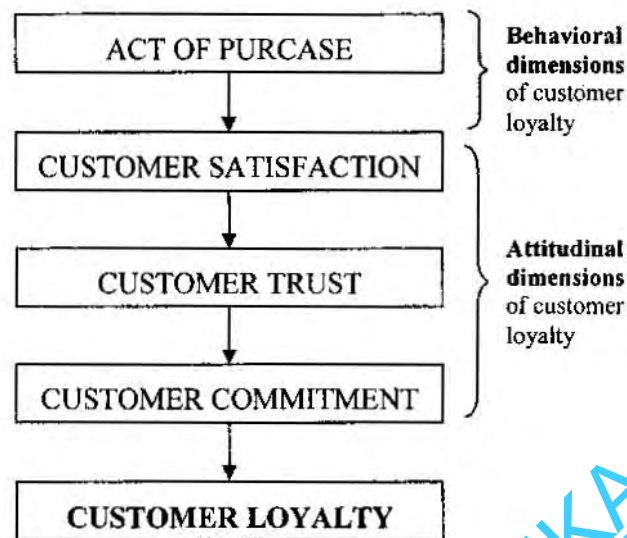 ACT OF PURCASE
Behavioral
dimensions
of customer
loyalty
CUSTOMER SATISFACTION
CUSTOMER TRUST
Attitudinal
dimensions
of customer
loyalty
CUSTOMER COMMITMENT
CUSTOMER LOYALTY